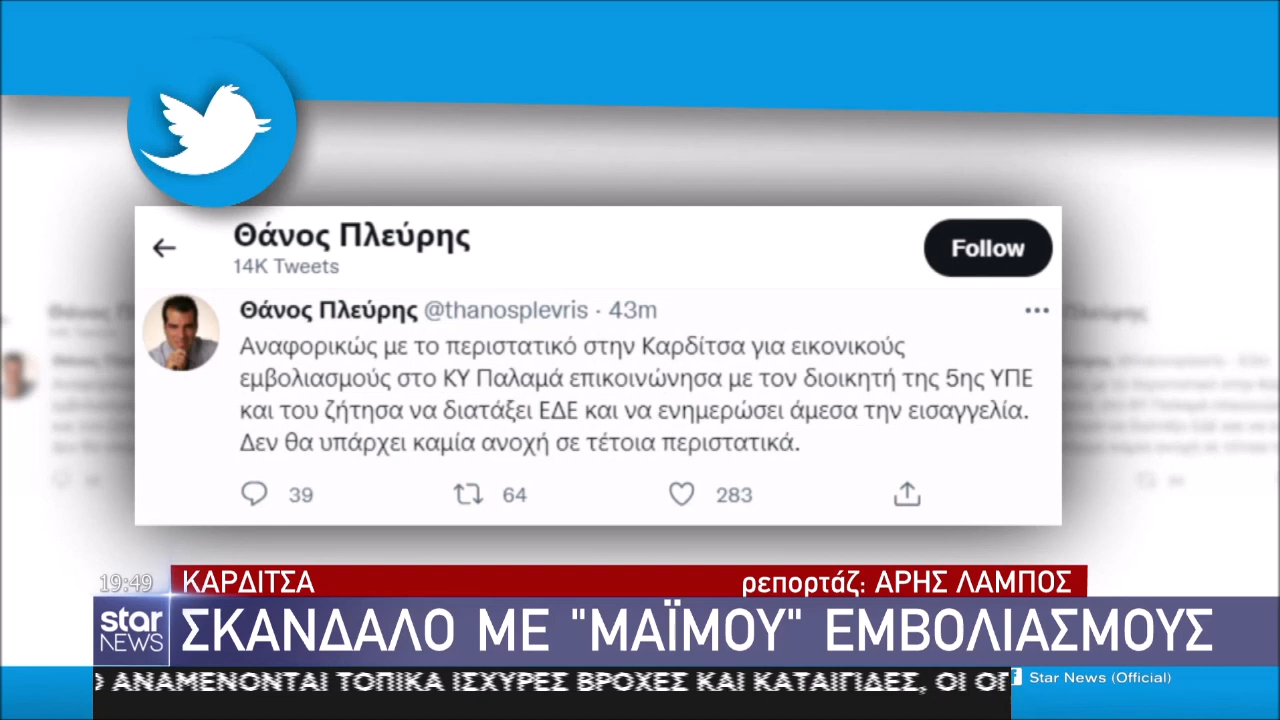 Θάνος Πλεύρης
14K Tweets
Follow
Θάνος Πλεύρης @thanosplevris · 43m
Αναφορικώς με το περιστατικό στην Καρδίτσα για εικονικούς
εμβολιασμούς στο ΚΥ Παλαμά επικοινώνησα με τον διοικητή της 5ης ΥΠΕ
και του ζήτησα να διατάξει ΕΔΕ και να ενημερώσει άμεσα την εισαγγελία.
Δεν θα υπάρχει καμία ανοχή σε τέτοια περιστατικά.
39 64 283
19:49 ΚΑΡΔΙΤΣΑ ρεπορτάζ: ΑΡΗΣ ΛΑΜΠΟΣ
star NEWS
ΣΚΑΝΔΑΛΟ ΜΕ "ΜΑΪΜΟΥ" ΕΜΒΟΛΙΑΣΜΟΥΣ
ΑΝΑΜΕΝΟΝΤΑΙ ΤΟΠΙΚΑ ΙΣΧΥΡΕΣ ΒΡΟΧΕΣ ΚΑΙ ΚΑΤΑΙΓΙΔΕΣ, ΟΙ
Star News (Official)